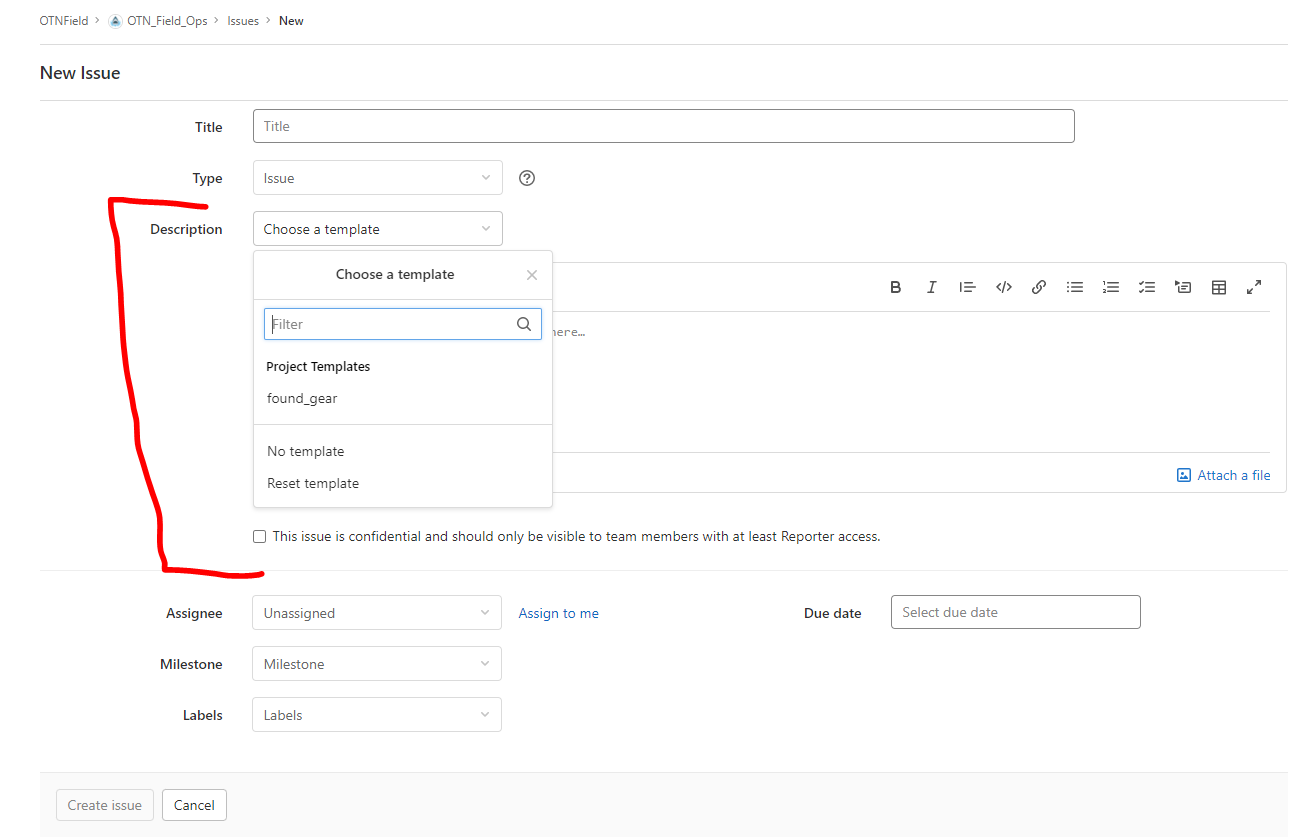 OTNField > OTN_Field_Ops > Issues > New
New Issue
Title Title
Type Issue
Description Choose a template
Choose a template
Filter
here...
Project Templates
found_gear
No template
Reset template
Attach a file
This issue is confidential and should only be visible to team members with at least Reporter access.
Assignee Unassigned Assign to me Due date Select due date
Milestone Milestone
Labels Labels
Create issue Cancel